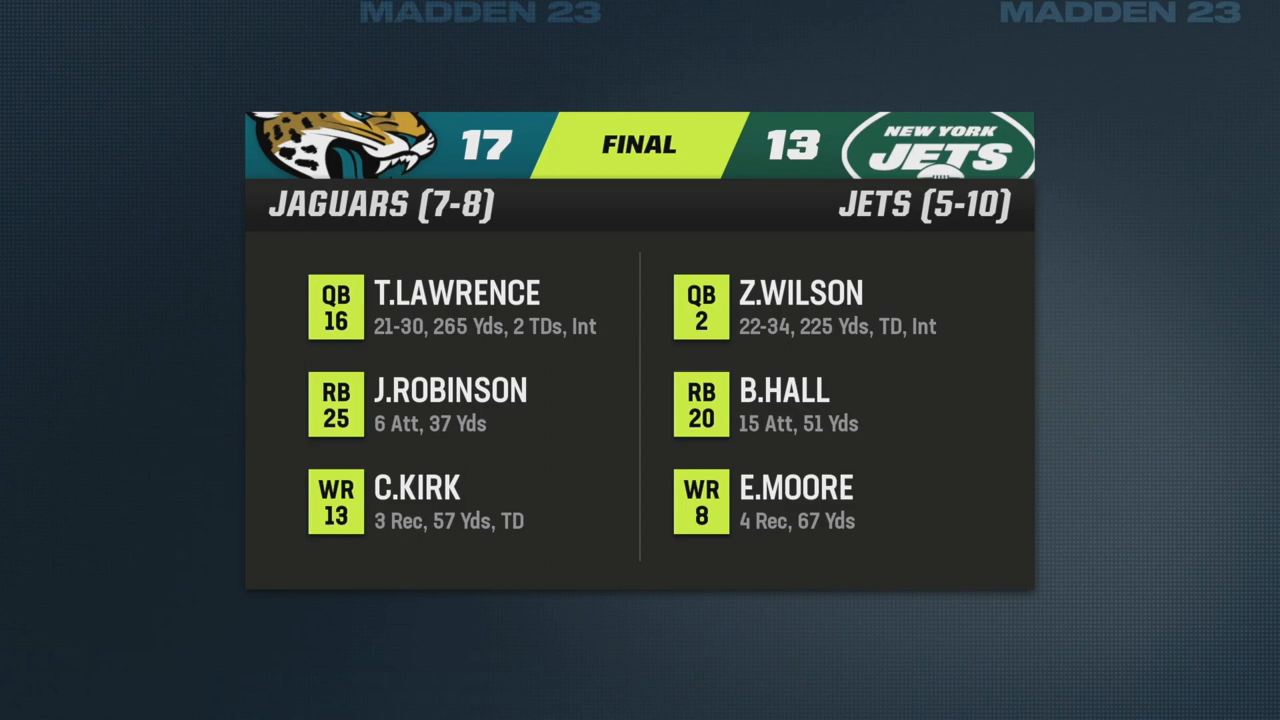 MADDEN 23 MADDEN 23
17 FINAL 13 NEW YORK JETS
JAGUARS (7-8) JETS (5-10)
QB 16 T.LAWRENCE
21-30, 265 Yds, 2 TDs, Int
RB 25 J.ROBINSON
6 Att, 37 Yds
WR 13 C.KIRK
3 Rec, 57 Yds, TD
QB 2 Z.WILSON
22-34, 225 Yds, TD, Int
RB 20 B.HALL
15 Att, 51 Yds
WR 8 E.MOORE
4 Rec, 67 Yds